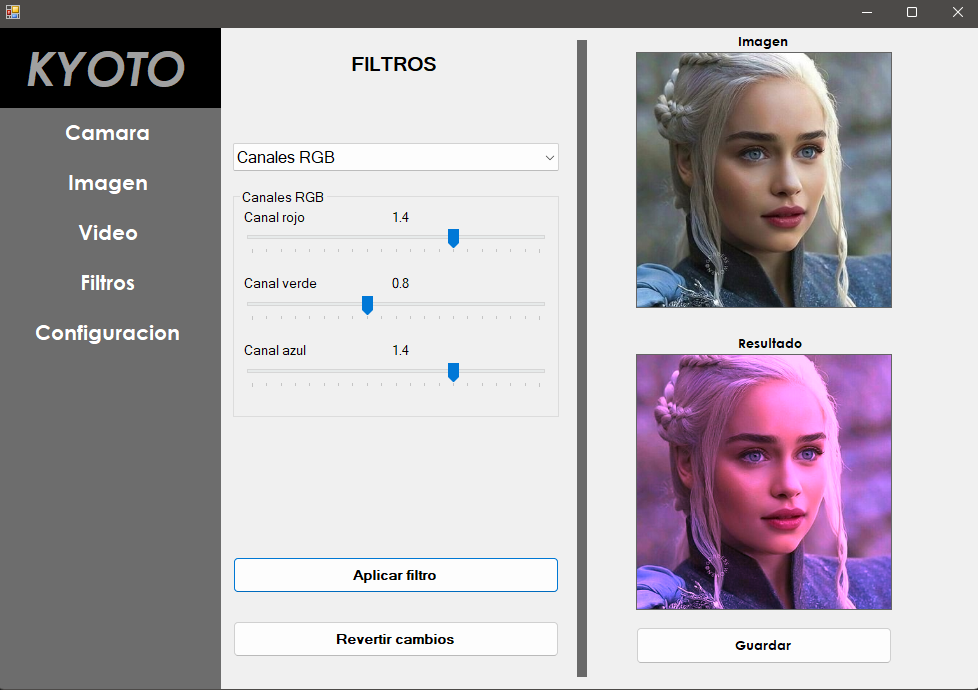 KYOTO
Camara
Imagen
Video
Filtros
Configuracion
FILTROS
Canales RGB
Canales RGB
Canal rojo 1.4
Canal verde 0.8
Canal azul 1.4
Aplicar filtro
Revertir cambios
Imagen
Resultado
Guardar